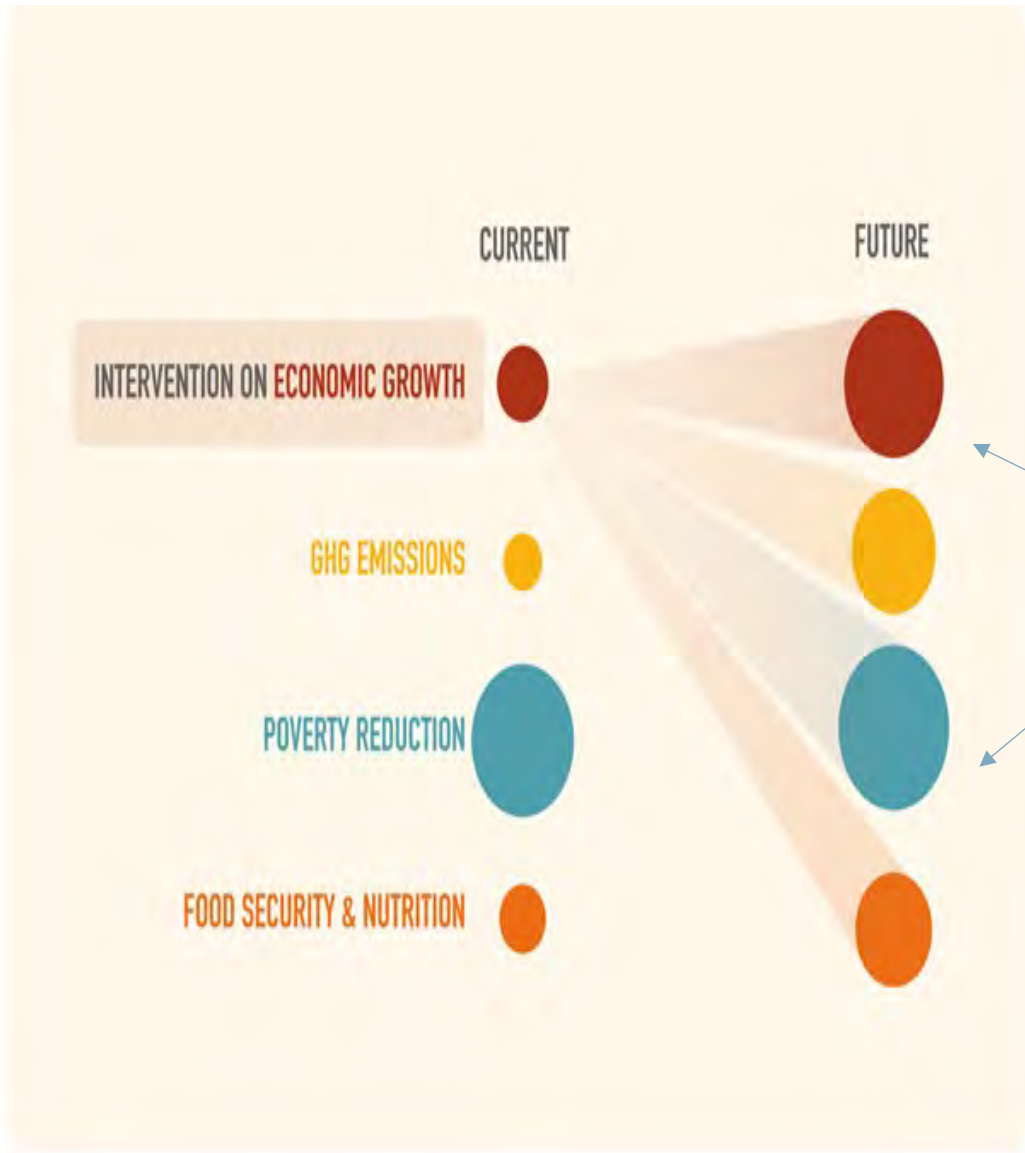 CURRENT
FUTURE
INTERVENTION ON ECONOMIC GROWTH
GHG EMISSIONS
POVERTY REDUCTION
FOOD SECURITY & NUTRITION